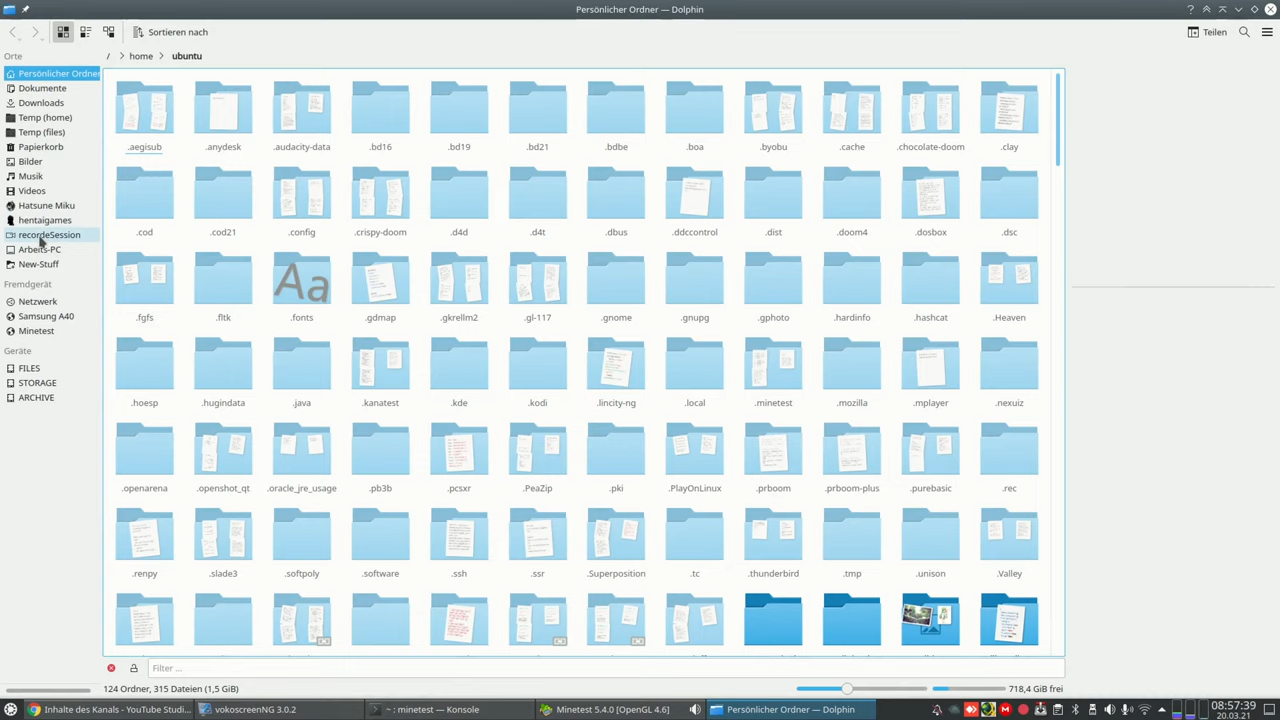 Persönlicher Ordner — Dolphin
Sortieren nach
Teilen
Orte
/ > home > ubuntu
Persönlicher Ordner
Dokumente
Downloads
Temp (home)
Temp (files)
Papierkorb
Bilder
Musik
Videos
Hatsune Miku
hentaigames
recordeSession
Arbeits-PC
New-Stuff
Fremdgerät
Netzwerk
Samsung A40
Minetest
Geräte
FILES
STORAGE
ARCHIVE
.aegisub .anydesk .audacity-data .bd16 .bd19 .bd21 .bdbe .boa .byobu .cache .chocolate-doom .clay
.cod .cod21 .config .crispy-doom .d4d .d4t .dbus .ddccontrol .dist .doom4 .dosbox .dsc
Aa
.fgfs .fltk .fonts .gdmap .gkrellm2 .gl-117 .gnome .gnupg .gphoto .hardinfo .hashcat .Heaven
.hoesp .hugindata .java .kanatest .kde .kodi .lincity-ng .local .minetest .mozilla .mplayer .nexuiz
.openarena .openshot_qt .oracle_jre_usage .pb3b .pcsxr .PeaZip .pki .PlayOnLinux .prboom .prboom-plus .purebasic .rec
.renpy .slade3 .softpoly .software .ssh .ssr .Superposition .tc .thunderbird .tmp .unison .Valley
Filter ...
124 Ordner, 315 Dateien (1,5 GiB)
718,4 GiB frei
Inhalte des Kanals - YouTube Studi...
vokoscreenNG 3.0.2
~ : minetest — Konsole
Minetest 5.4.0 [OpenGL 4.6]
Persönlicher Ordner — Dolphin
08:57:39
20.03.21